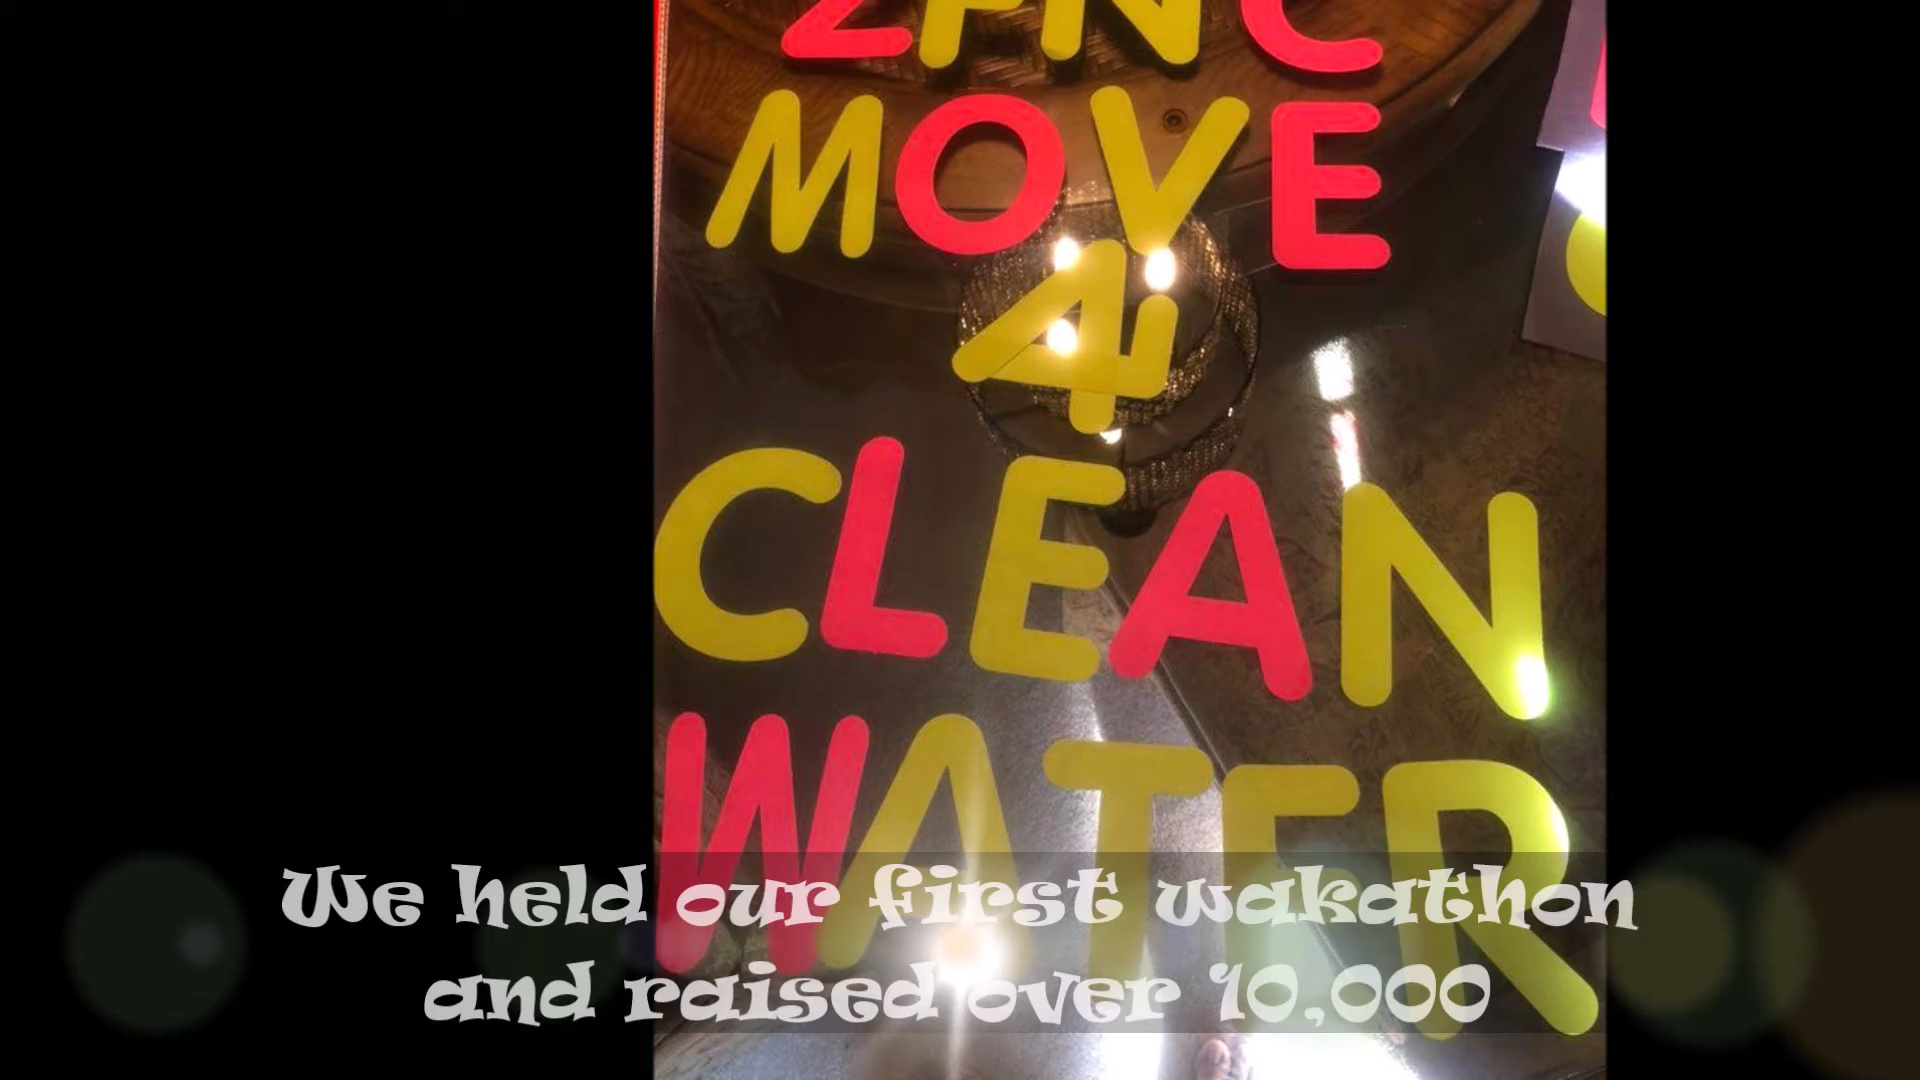 MOVE
4
CLEAN
WATER
We held our first wakathon
and raised over 10,000